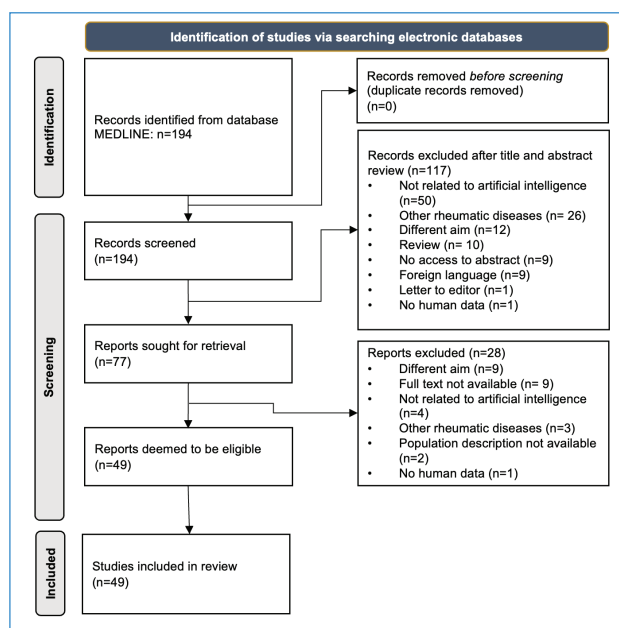 Identification of studies via searching electronic databases
Identification
Records identified from database
MEDLINE: n=194
Records removed before screening
(duplicate records removed)
(n=0)
Records excluded after title and abstract
review (n=117)
• Not related to artificial intelligence
(n=50)
• Other rheumatic diseases (n= 26)
• Different aim (n=12)
• Review (n= 10)
• No access to abstract (n=9)
• Foreign language (n=9)
• Letter to editor (n=1)
• No human data (n=1)
Screening
Records screened
(n=194)
Reports sought for retrieval
(n=77)
Reports excluded (n=28)
• Different aim (n=9)
• Full text not available (n= 9)
• Not related to artificial intelligence
(n=4)
• Other rheumatic diseases (n=3)
• Population description not available
(n=2)
• No human data (n=1)
Reports deemed to be eligible
(n=49)
Included
Studies included in review
(n=49)